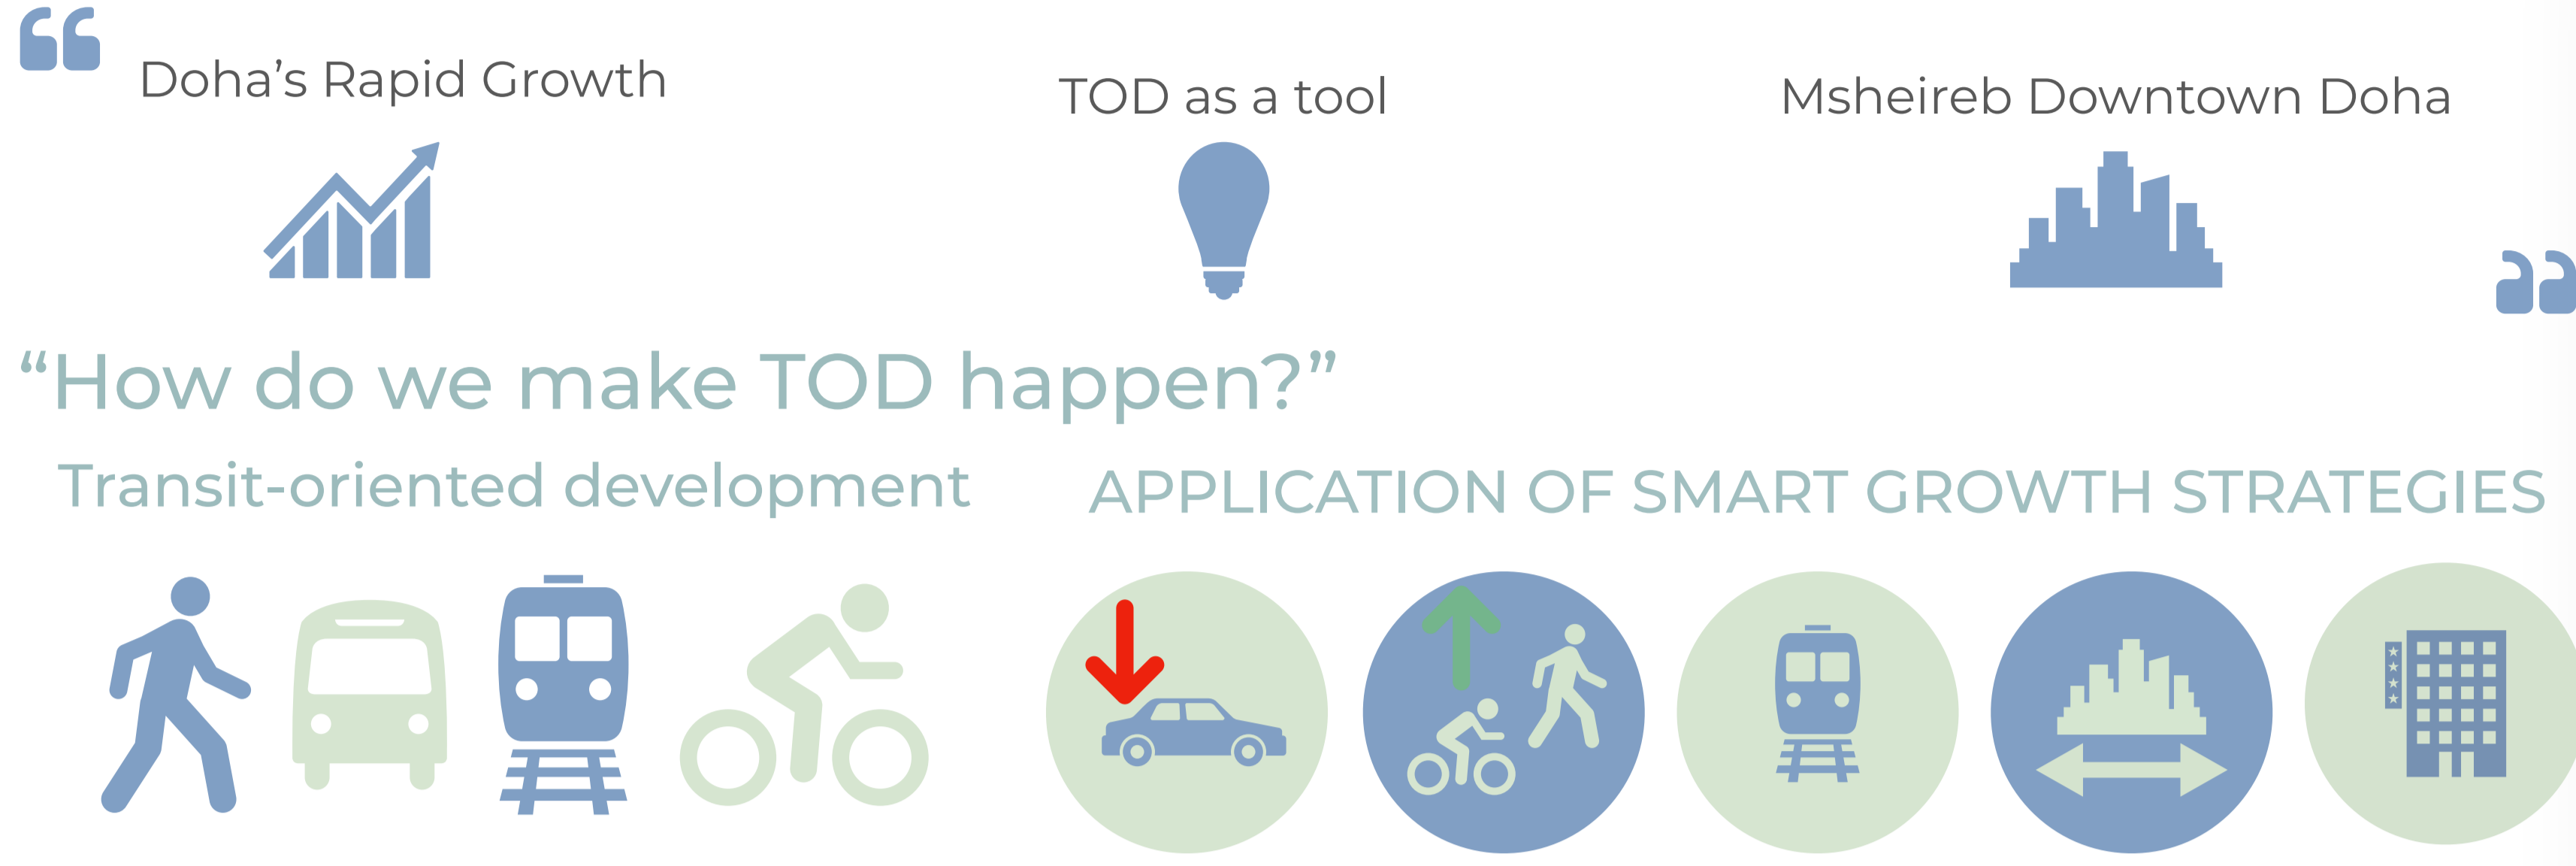 “
Doha’s Rapid Growth
TOD as a tool
Msheireb Downtown Doha
”
“How do we make TOD happen?”
Transit-oriented development
APPLICATION OF SMART GROWTH STRATEGIES